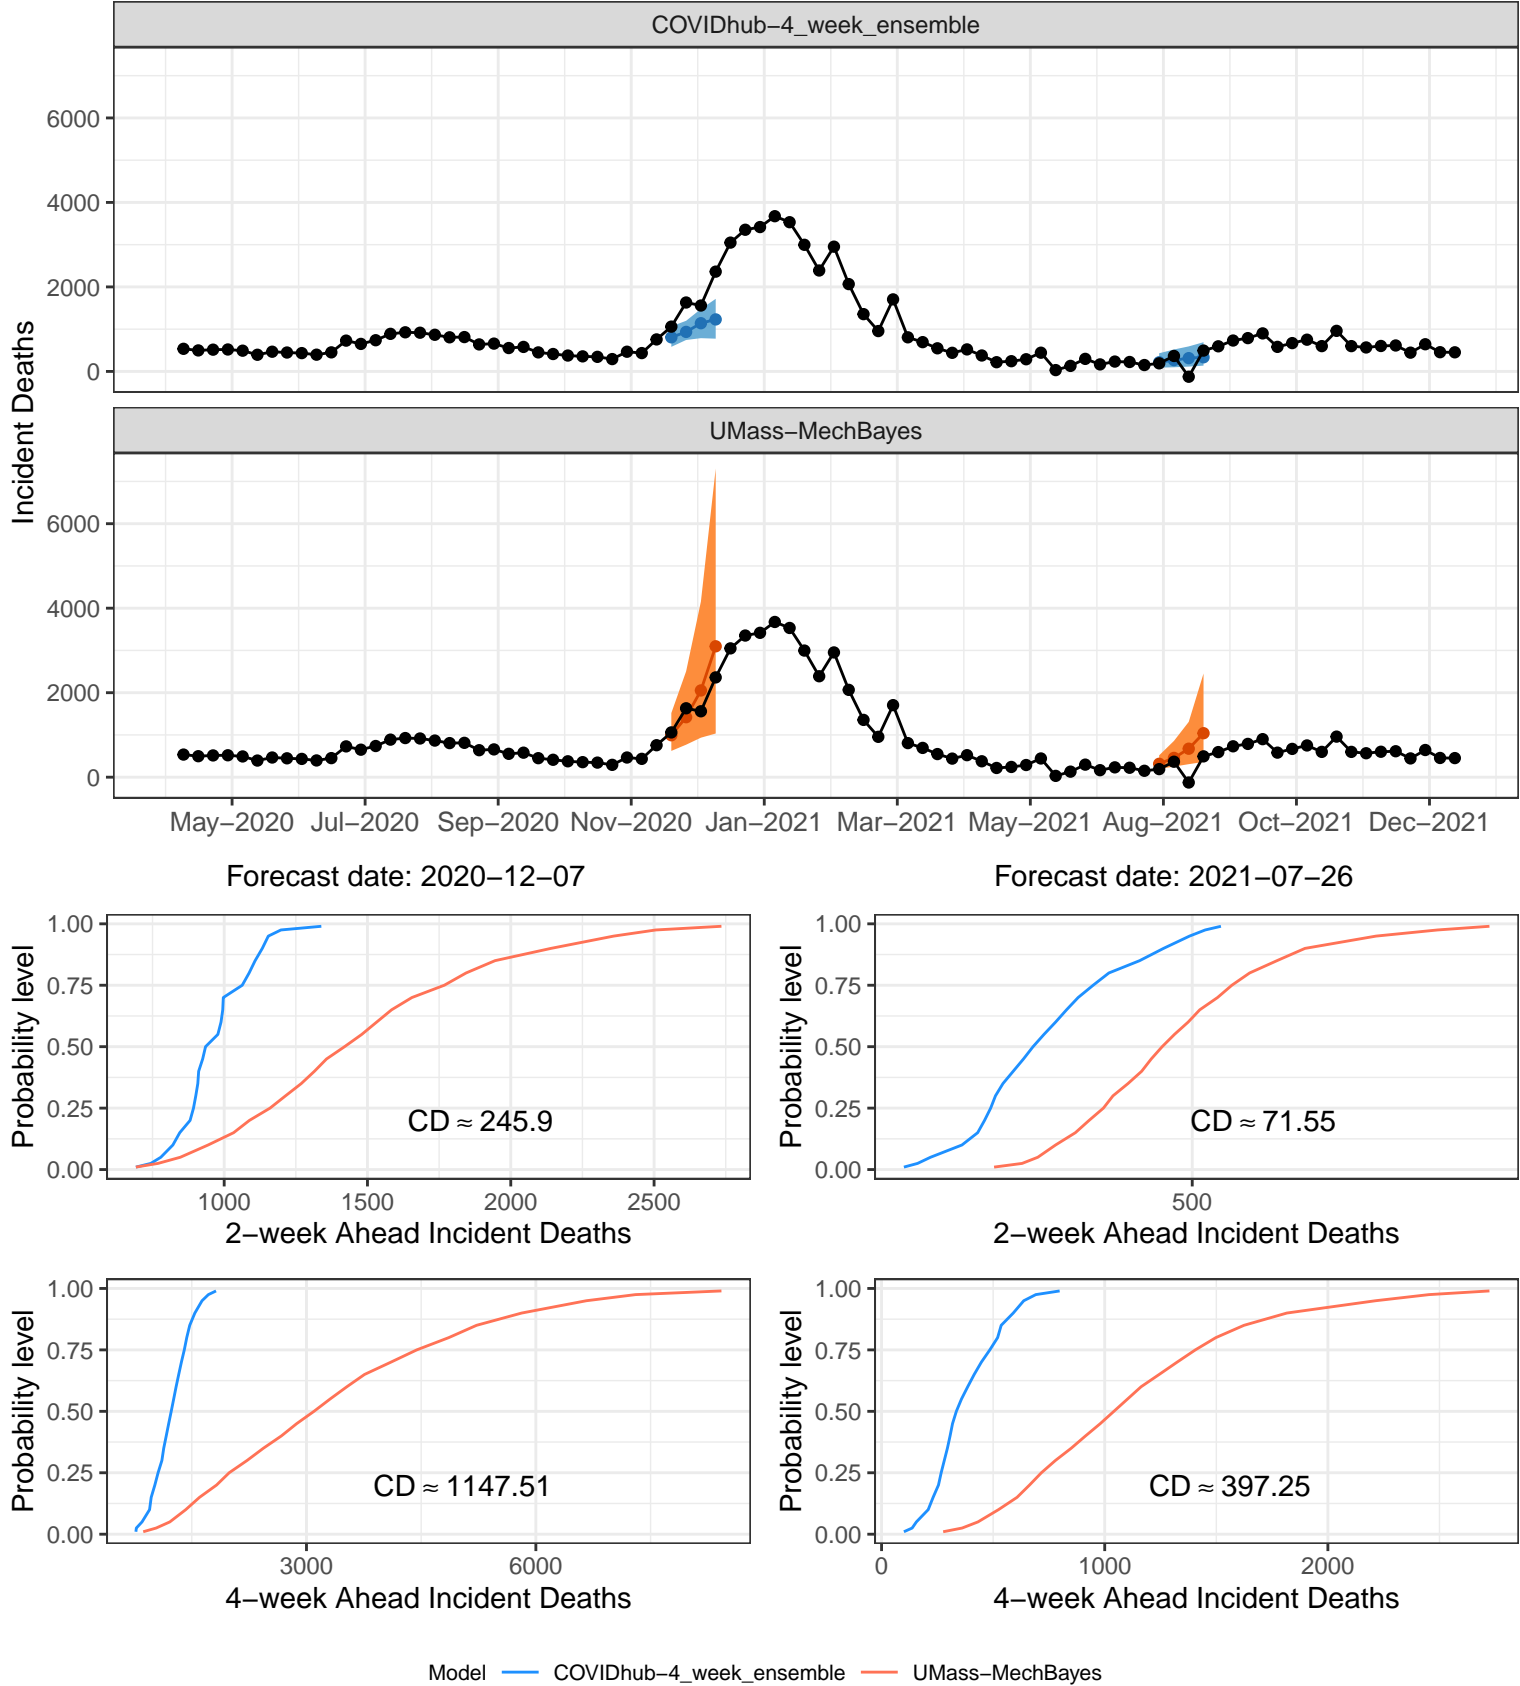 COVIDhub−4_week_ensemble
6000
4000
2000
0
Incident Deaths
UMass−MechBayes
6000
4000
2000
0
May−2020 Jul−2020 Sep−2020 Nov−2020 Jan−2021 Mar−2021 May−2021 Aug−2021 Oct−2021 Dec−2021
Forecast date: 2020−12−07
1.00
0.75
0.50
0.25
0.00
Probability level
CD ≈ 245.9
1000 1500 2000 2500
2−week Ahead Incident Deaths
Forecast date: 2021−07−26
1.00
0.75
0.50
0.25
0.00
Probability level
CD ≈ 71.55
500
2−week Ahead Incident Deaths
1.00
0.75
0.50
0.25
0.00
Probability level
CD ≈ 1147.51
3000 6000
4−week Ahead Incident Deaths
1.00
0.75
0.50
0.25
0.00
Probability level
CD ≈ 397.25
0 1000 2000
4−week Ahead Incident Deaths
Model COVIDhub−4_week_ensemble UMass−MechBayes